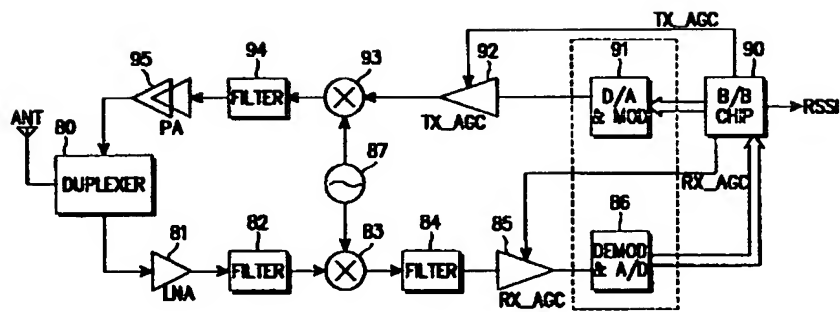 TX_AGC
95
94
93
92
91
90
FILTER
D/A
& MOD
B/B
CHIP
RSSI
ANT
80
PA
TX_AGC
DUPLEXER
87
RX_AGC
81
82
83
84
85
86
FILTER
FILTER
DEMOD
& A/D
LNA
RX_AGC